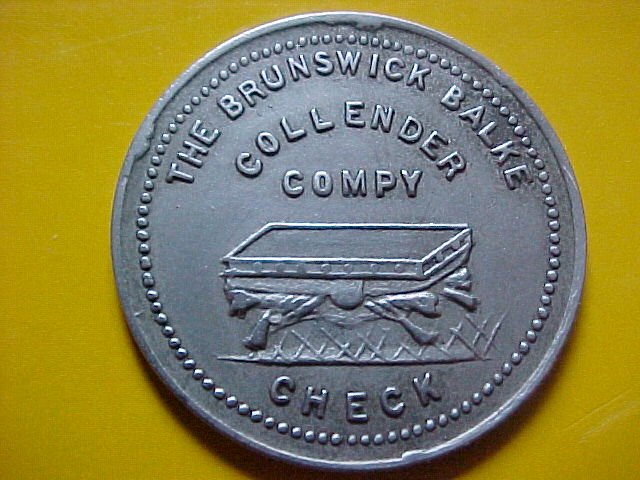 THE BRUNSWICK BALKE
COLLENDER
COMPY
CHECK